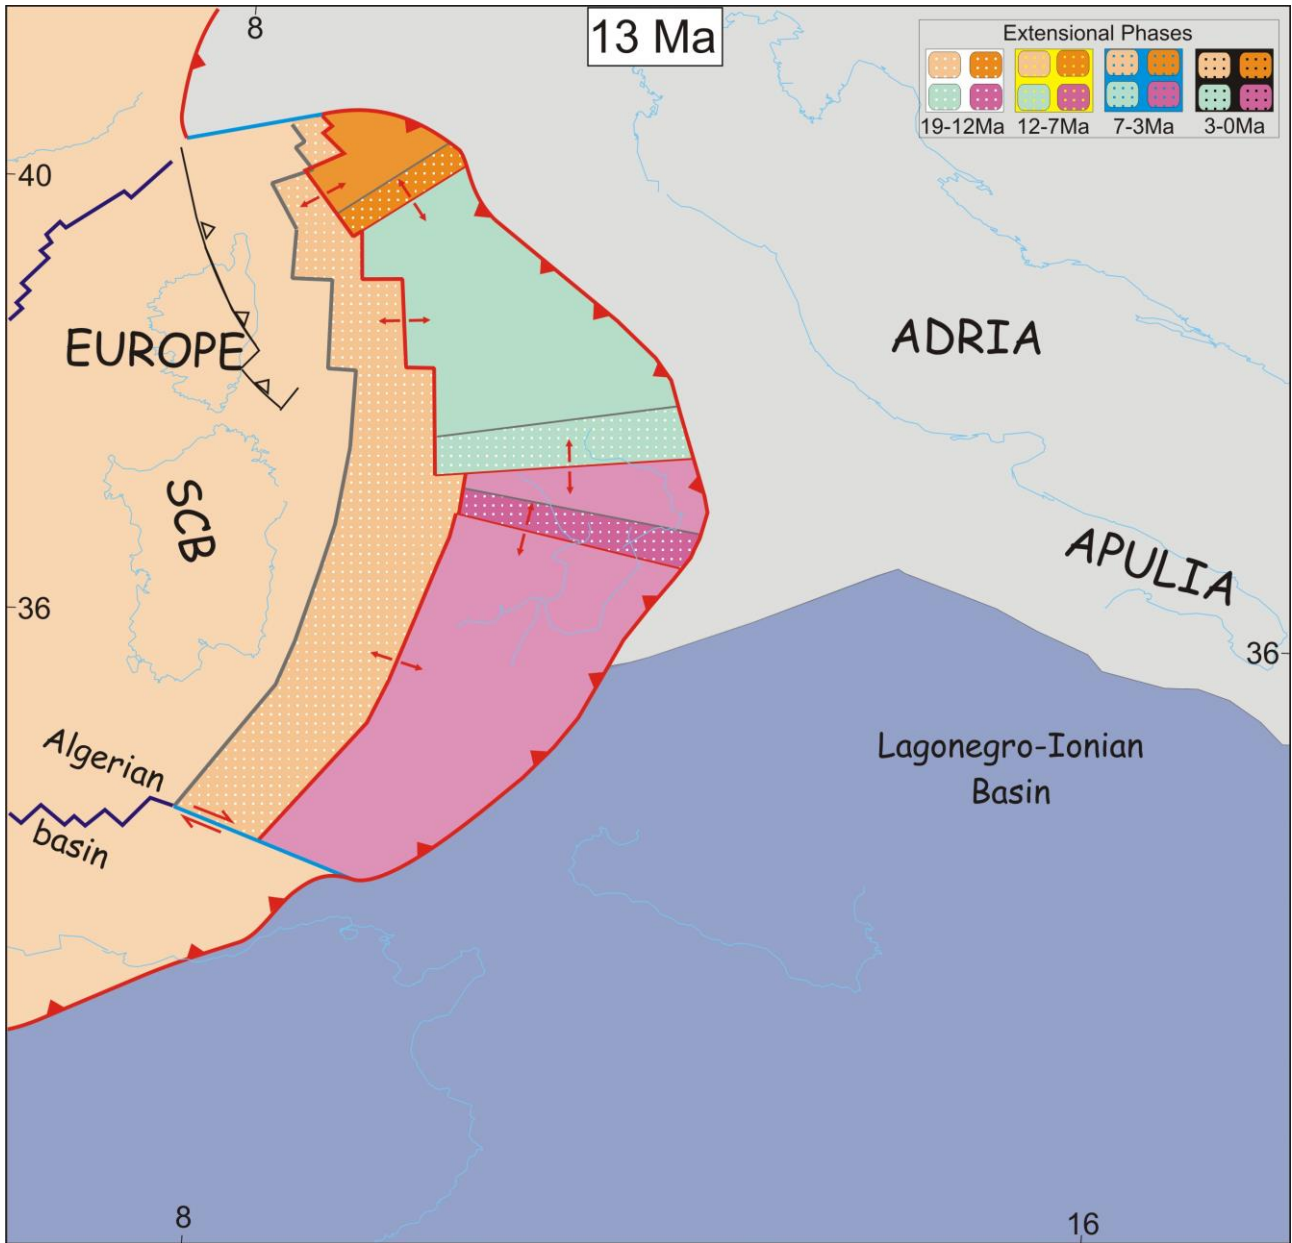 8
13 Ma
Extensional Phases
19-12Ma 12-7Ma 7-3Ma 3-0Ma
40
EUROPE
ADRIA
SCB
APULIA
36
36
Algerian
basin
Lagonegro-Ionian
Basin
8
16